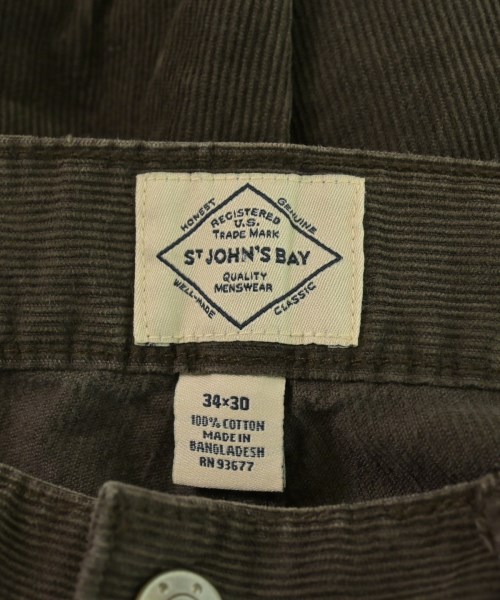 HONEST
GENUINE
REGISTERED
U.S.
TRADE MARK
ST JOHN'S BAY
QUALITY
MENSWEAR
WELL-MADE
CLASSIC
34×30
100% COTTON
MADE IN
BANGLADESH
RN 93677